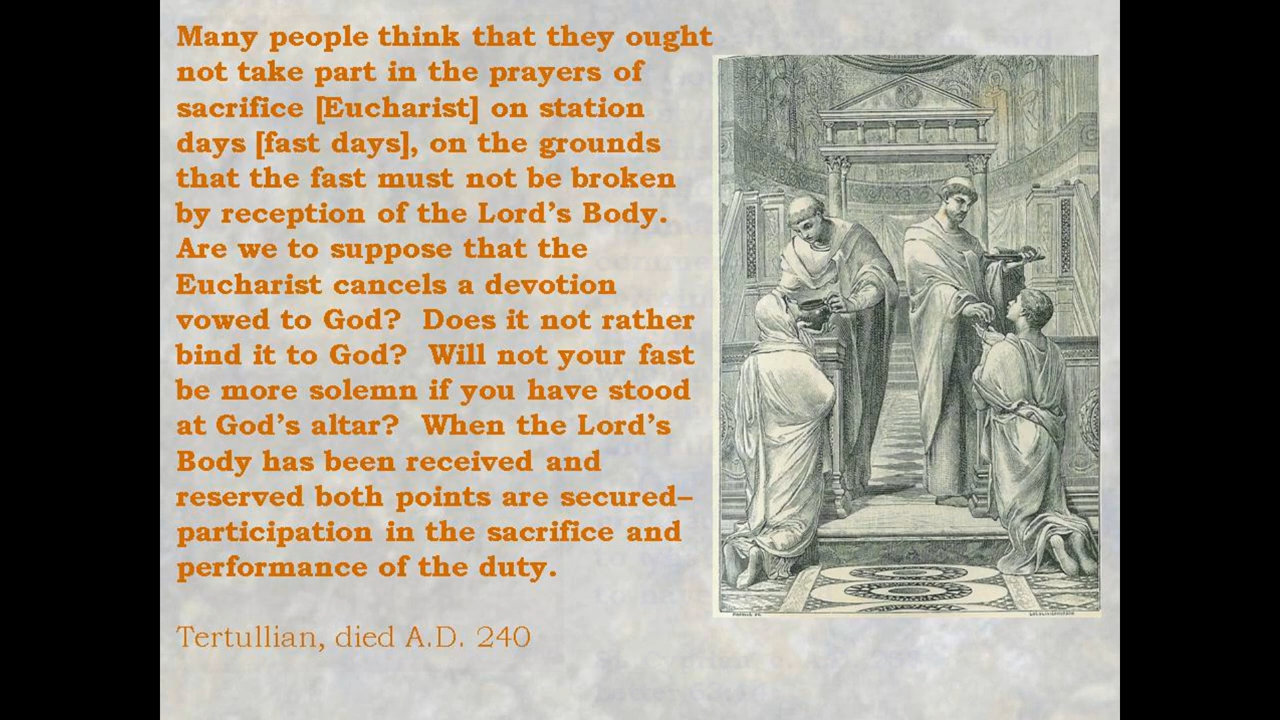 Many people think that they ought
not take part in the prayers of
sacrifice [Eucharist] on station
days [fast days], on the grounds
that the fast must not be broken
by reception of the Lord’s Body.
Are we to suppose that the
Eucharist cancels a devotion
vowed to God?  Does it not rather
bind it to God?  Will not your fast
be more solemn if you have stood
at God’s altar?  When the Lord’s
Body has been received and
reserved both points are secured–
participation in the sacrifice and
performance of the duty.
Tertullian, died A.D. 240